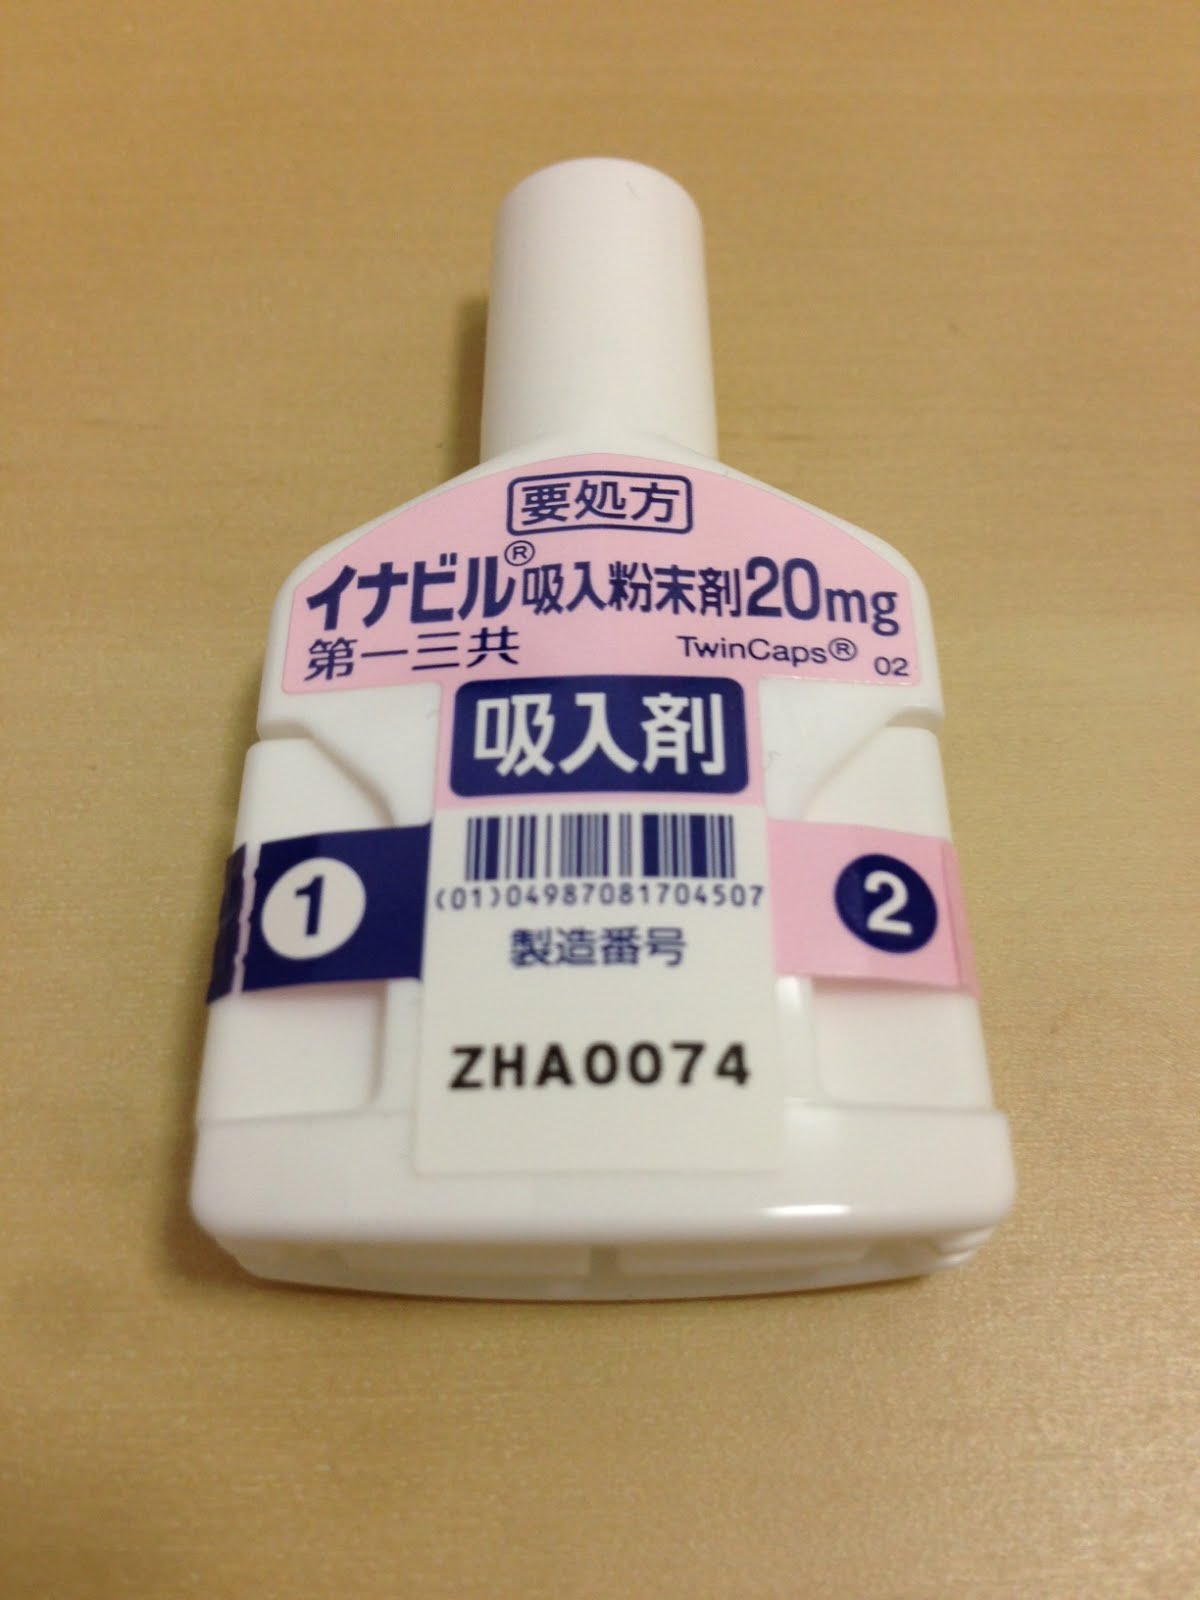 要処方
イナビル®吸入粉末剤20mg
第一三共 TwinCaps® 02
吸入剤
1
(01)04987081704507
2
製造番号
ZHA0074